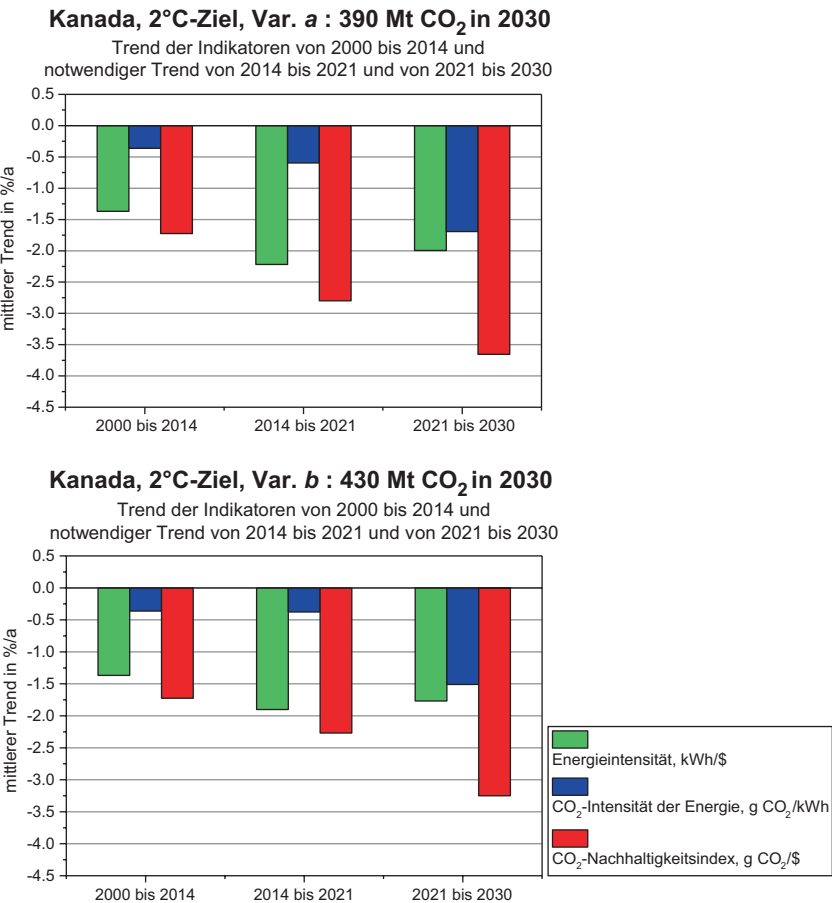 Kanada, 2°C-Ziel, Var. a : 390 Mt CO2 in 2030
Trend der Indikatoren von 2000 bis 2014 und
notwendiger Trend von 2014 bis 2021 und von 2021 bis 2030
mittlerer Trend in %/a
0.5
0.0
-0.5
-1.0
-1.5
-2.0
-2.5
-3.0
-3.5
-4.0
-4.5
2000 bis 2014 2014 bis 2021 2021 bis 2030
Kanada, 2°C-Ziel, Var. b : 430 Mt CO2 in 2030
Trend der Indikatoren von 2000 bis 2014 und
notwendiger Trend von 2014 bis 2021 und von 2021 bis 2030
mittlerer Trend in %/a
0.5
0.0
-0.5
-1.0
-1.5
-2.0
-2.5
-3.0
-3.5
-4.0
-4.5
2000 bis 2014 2014 bis 2021 2021 bis 2030
Energieintensität, kWh/$
CO2-Intensität der Energie, g CO2/kWh
CO2-Nachhaltigkeitsindex, g CO2/$